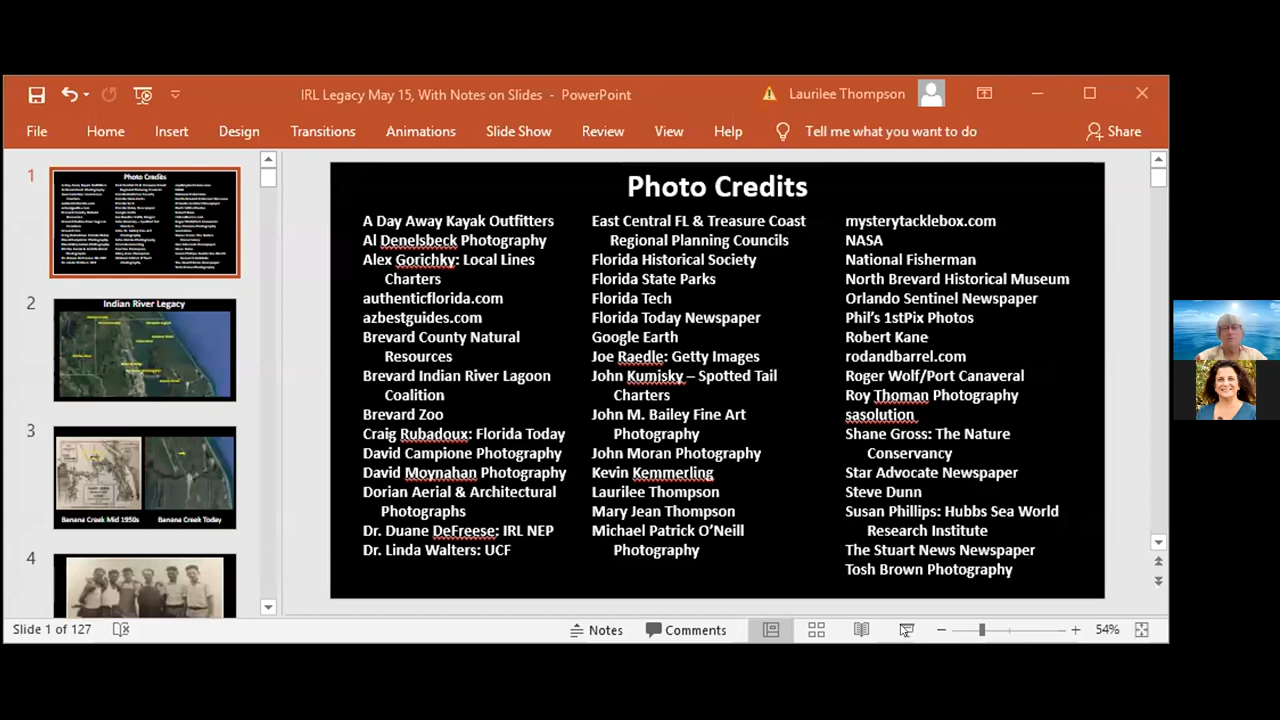 IRL Legacy May 15, With Notes on Slides - PowerPoint
Laurilee Thompson
File Home Insert Design Transitions Animations Slide Show Review View Help Tell me what you want to do Share
1
2
Indian River Legacy
3
Banana Creek Mid 1950s
Banana Creek Today
4
Photo Credits
A Day Away Kayak Outfitters
Al Denelsbeck Photography
Alex Gorichky: Local Lines
Charters
authenticflorida.com
azbestguides.com
Brevard County Natural
Resources
Brevard Indian River Lagoon
Coalition
Brevard Zoo
Craig Rubadoux: Florida Today
David Campione Photography
David Moynahan Photography
Dorian Aerial & Architectural
Photographs
Dr. Duane DeFreese: IRL NEP
Dr. Linda Walters: UCF
East Central FL & Treasure Coast
Regional Planning Councils
Florida Historical Society
Florida State Parks
Florida Tech
Florida Today Newspaper
Google Earth
Joe Raedle: Getty Images
John Kumisky – Spotted Tail
Charters
John M. Bailey Fine Art
Photography
John Moran Photography
Kevin Kemmerling
Laurilee Thompson
Mary Jean Thompson
Michael Patrick O’Neill
Photography
mysterytacklebox.com
NASA
National Fisherman
North Brevard Historical Museum
Orlando Sentinel Newspaper
Phil’s 1stPix Photos
Robert Kane
rodandbarrel.com
Roger Wolf/Port Canaveral
Roy Thoman Photography
sasolution
Shane Gross: The Nature
Conservancy
Star Advocate Newspaper
Steve Dunn
Susan Phillips: Hubbs Sea World
Research Institute
The Stuart News Newspaper
Tosh Brown Photography
Slide 1 of 127
Notes
Comments
54%